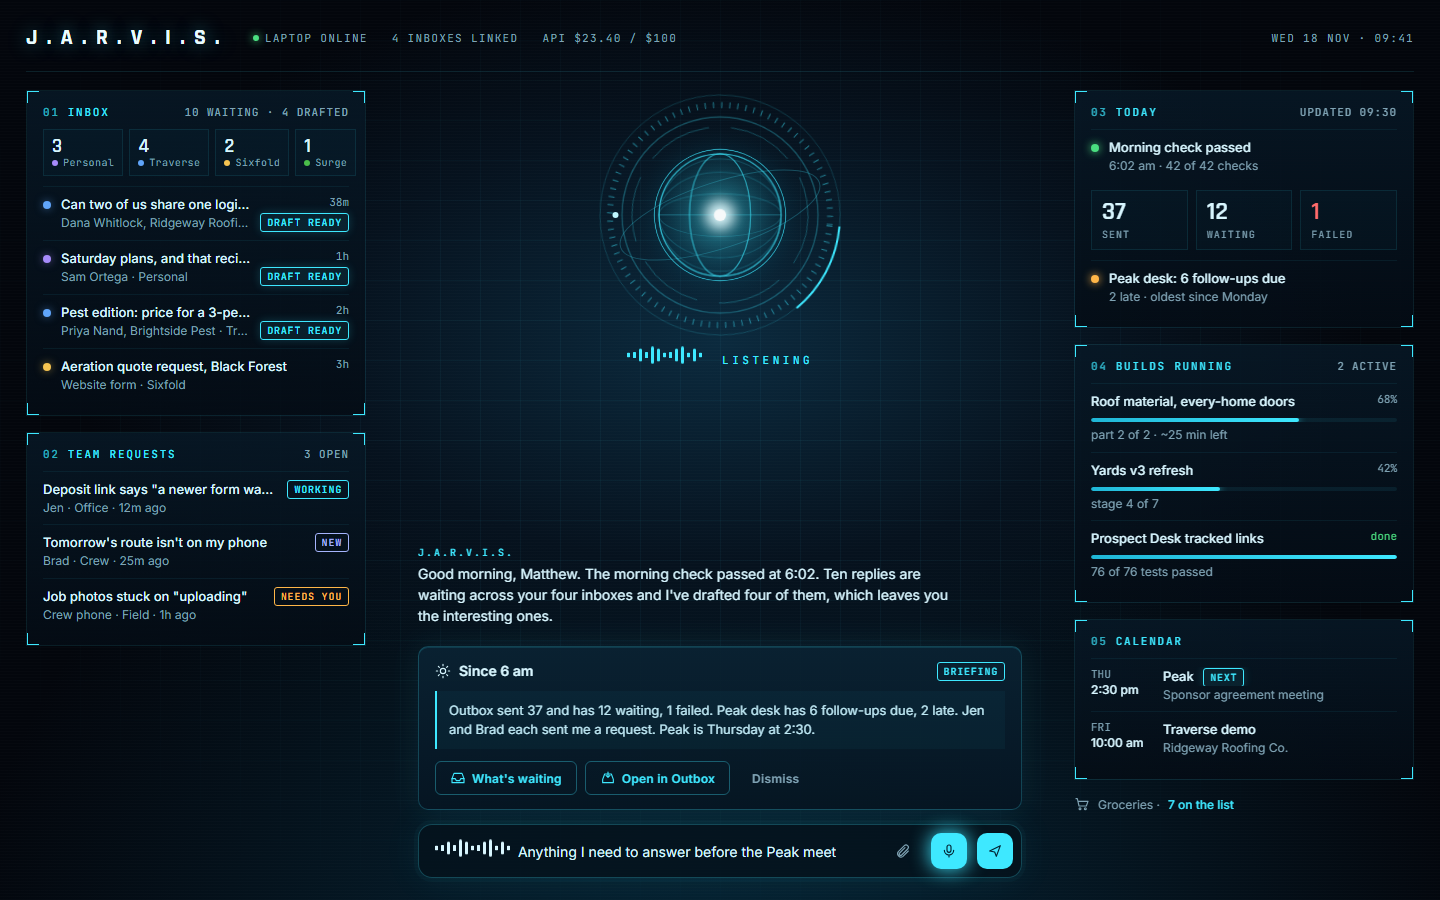 J.A.R.V.I.S.
LAPTOP ONLINE
4 INBOXES LINKED
API $23.40 / $100
WED 18 NOV · 09:41
01 INBOX
10 WAITING · 4 DRAFTED
3
Personal
4
Traverse
2
Sixfold
1
Surge
Can two of us share one logi...
38m
Dana Whitlock, Ridgeway Roofi...
DRAFT READY
Saturday plans, and that reci...
1h
Sam Ortega · Personal
DRAFT READY
Pest edition: price for a 3-pe...
2h
Priya Nand, Brightside Pest · Tr...
DRAFT READY
Aeration quote request, Black Forest
3h
Website form · Sixfold
02 TEAM REQUESTS
3 OPEN
Deposit link says "a newer form wa...
WORKING
Jen · Office · 12m ago
Tomorrow's route isn't on my phone
NEW
Brad · Crew · 25m ago
Job photos stuck on "uploading"
NEEDS YOU
Crew phone · Field · 1h ago
LISTENING
J.A.R.V.I.S.
Good morning, Matthew. The morning check passed at 6:02. Ten replies are
waiting across your four inboxes and I've drafted four of them, which leaves you
the interesting ones.
Since 6 am
BRIEFING
Outbox sent 37 and has 12 waiting, 1 failed. Peak desk has 6 follow-ups due, 2 late. Jen
and Brad each sent me a request. Peak is Thursday at 2:30.
What's waiting
Open in Outbox
Dismiss
Anything I need to answer before the Peak meet
03 TODAY
UPDATED 09:30
Morning check passed
6:02 am · 42 of 42 checks
37
SENT
12
WAITING
1
FAILED
Peak desk: 6 follow-ups due
2 late · oldest since Monday
04 BUILDS RUNNING
2 ACTIVE
Roof material, every-home doors
68%
part 2 of 2 · ~25 min left
Yards v3 refresh
42%
stage 4 of 7
Prospect Desk tracked links
done
76 of 76 tests passed
05 CALENDAR
THU
2:30 pm
Peak
NEXT
Sponsor agreement meeting
FRI
10:00 am
Traverse demo
Ridgeway Roofing Co.
Groceries · 7 on the list